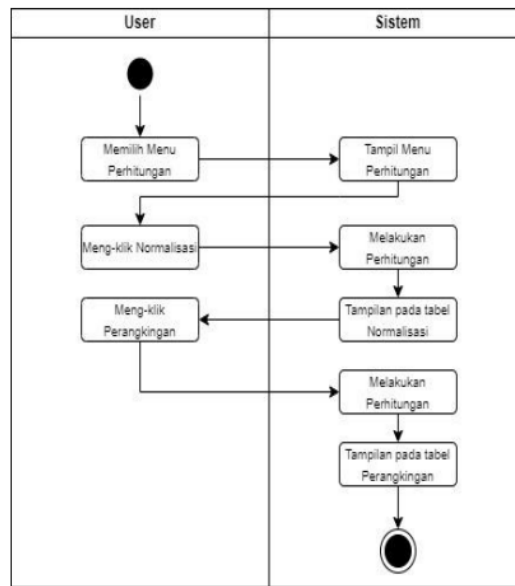 User
Sistem
Memilih Menu
Perhitungan
Tampil Menu
Perhitungan
Meng-klik Normalisasi
Melakukan
Perhitungan
Tampilan pada tabel
Normalisasi
Meng-klik
Perangkingan
Melakukan
Perhitungan
Tampilan pada tabel
Perangkingan